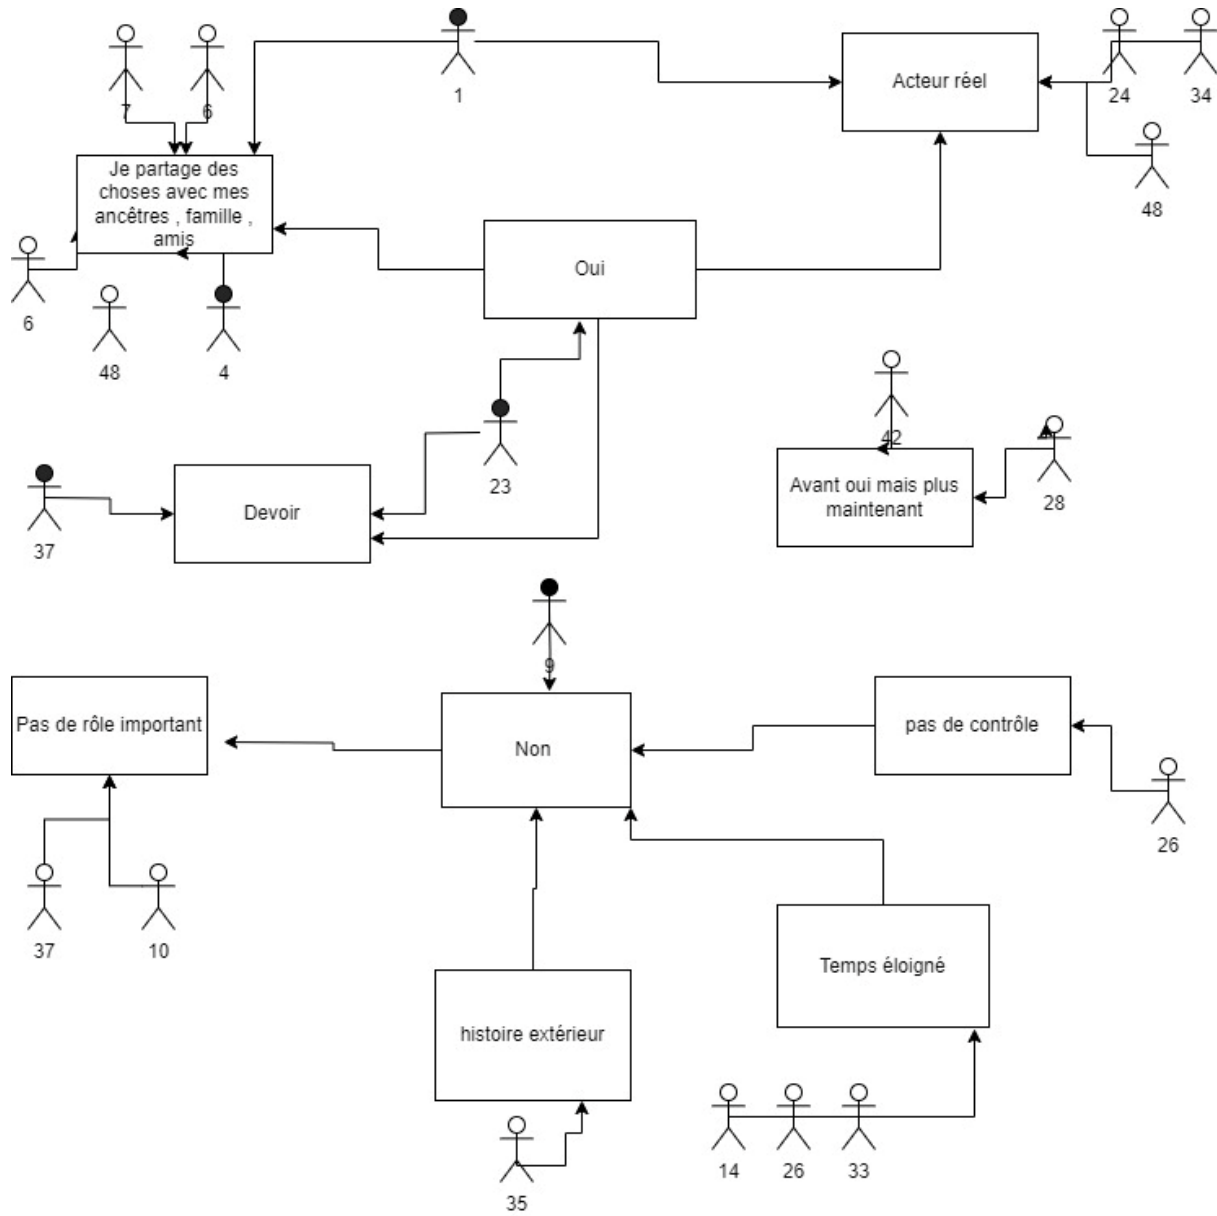 1
Acteur réel
24
34
7
6
Je partage des
choses avec mes
ancêtres , famille ,
amis
48
Oui
6
48
4
42
23
Avant oui mais plus
maintenant
28
Devoir
37
9
Pas de rôle important
Non
pas de contrôle
26
37
10
Temps éloigné
histoire extérieur
14
26
33
35